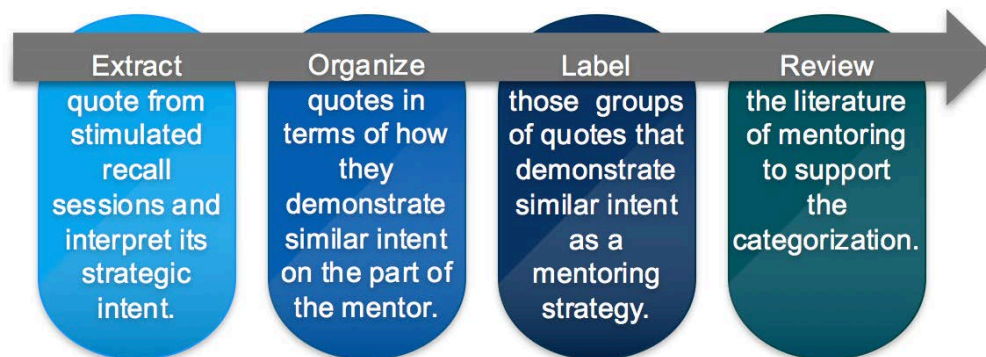 Extract
quote from
stimulated
recall
sessions and
interpret its
strategic
intent.
Organize
quotes in
terms of how
they
demonstrate
similar intent
on the part of
the mentor.
Label
those groups
of quotes that
demonstrate
similar intent
as a
mentoring
strategy.
Review
the literature
of mentoring
to support
the
categorization.